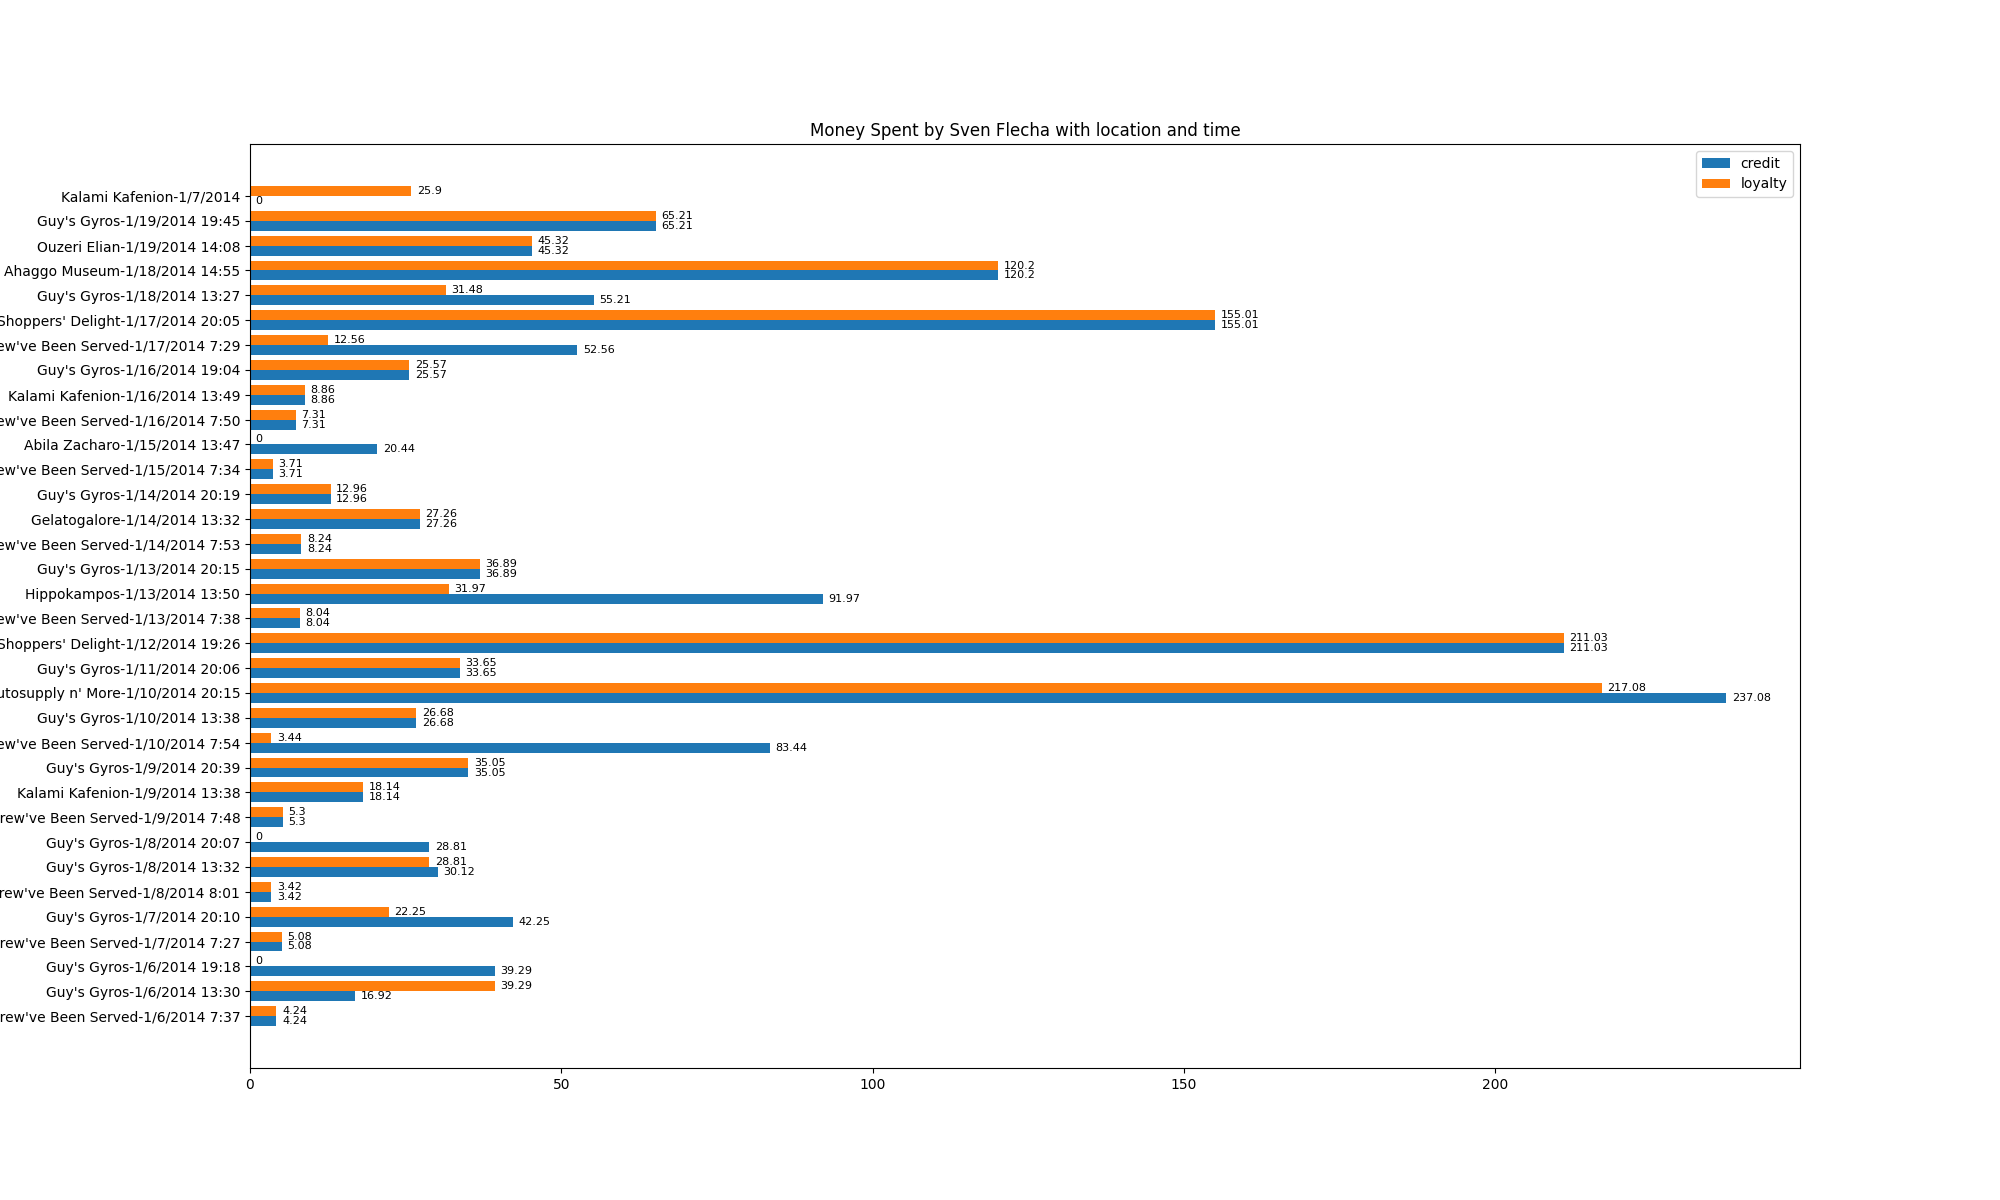 Money Spent by Sven Flecha with location and time
credit
loyalty
Kalami Kafenion-1/7/2014
25.9
0
Guy's Gyros-1/19/2014 19:45
65.21
65.21
Ouzeri Elian-1/19/2014 14:08
45.32
45.32
Ahaggo Museum-1/18/2014 14:55
120.2
120.2
Guy's Gyros-1/18/2014 13:27
31.48
55.21
Shoppers' Delight-1/17/2014 20:05
155.01
155.01
ew've Been Served-1/17/2014 7:29
12.56
52.56
Guy's Gyros-1/16/2014 19:04
25.57
25.57
Kalami Kafenion-1/16/2014 13:49
8.86
8.86
ew've Been Served-1/16/2014 7:50
7.31
7.31
Abila Zacharo-1/15/2014 13:47
0
20.44
ew've Been Served-1/15/2014 7:34
3.71
3.71
Guy's Gyros-1/14/2014 20:19
12.96
12.96
Gelatogalore-1/14/2014 13:32
27.26
27.26
ew've Been Served-1/14/2014 7:53
8.24
8.24
Guy's Gyros-1/13/2014 20:15
36.89
36.89
Hippokampos-1/13/2014 13:50
31.97
91.97
ew've Been Served-1/13/2014 7:38
8.04
8.04
Shoppers' Delight-1/12/2014 19:26
211.03
211.03
Guy's Gyros-1/11/2014 20:06
33.65
33.65
utosupply n' More-1/10/2014 20:15
217.08
237.08
Guy's Gyros-1/10/2014 13:38
26.68
26.68
ew've Been Served-1/10/2014 7:54
3.44
83.44
Guy's Gyros-1/9/2014 20:39
35.05
35.05
Kalami Kafenion-1/9/2014 13:38
18.14
18.14
rew've Been Served-1/9/2014 7:48
5.3
5.3
Guy's Gyros-1/8/2014 20:07
0
28.81
Guy's Gyros-1/8/2014 13:32
28.81
30.12
rew've Been Served-1/8/2014 8:01
3.42
3.42
Guy's Gyros-1/7/2014 20:10
22.25
42.25
rew've Been Served-1/7/2014 7:27
5.08
5.08
Guy's Gyros-1/6/2014 19:18
0
39.29
Guy's Gyros-1/6/2014 13:30
39.29
16.92
rew've Been Served-1/6/2014 7:37
4.24
4.24
0 50 100 150 200